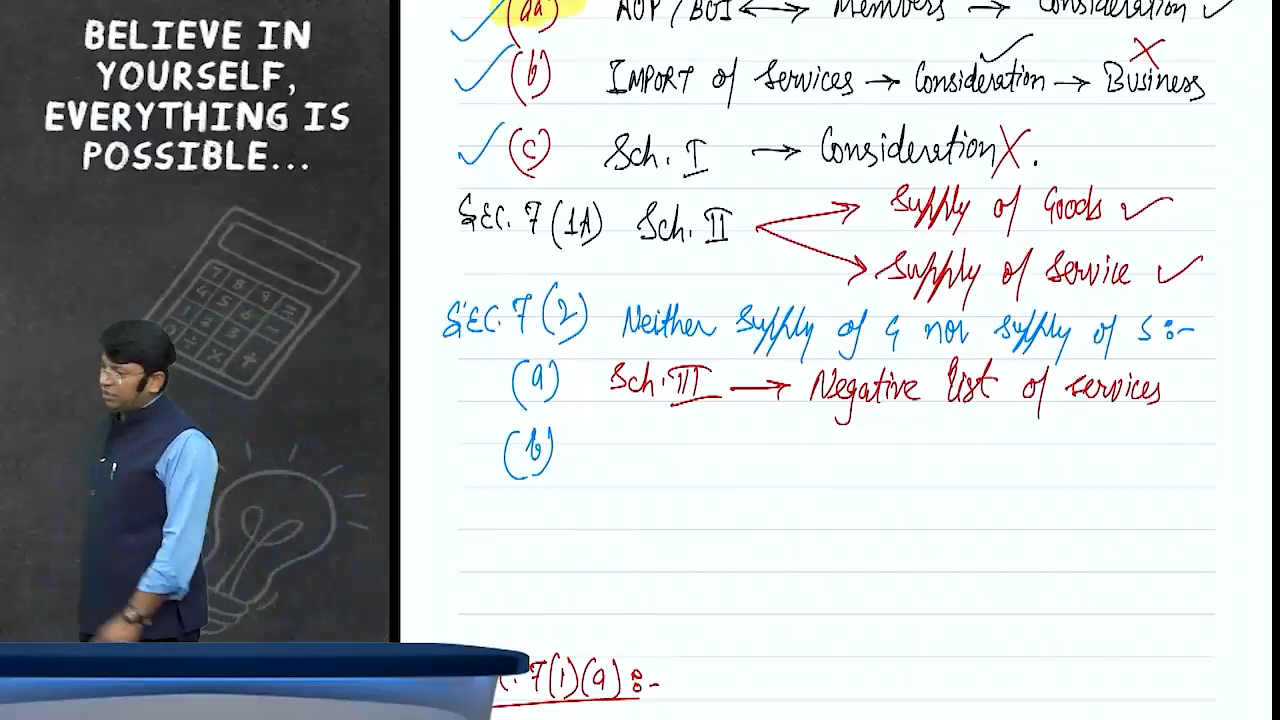 BELIEVE IN
YOURSELF,
EVERYTHING IS
POSSIBLE...
(aa) AOP/BOI ↔ Members → Consideration ✓
✓ (b) IMPORT of Services → Consideration ✓ → Business X
✓ (c) Sch. I → Consideration X.
SEC. 7 (1A) Sch. II
Supply of Goods ✓
Supply of Service ✓
SEC. 7 (2) Neither Supply of G nor supply of S :-
(a) Sch. III → Negative list of services
(b)
7(1)(a) :-